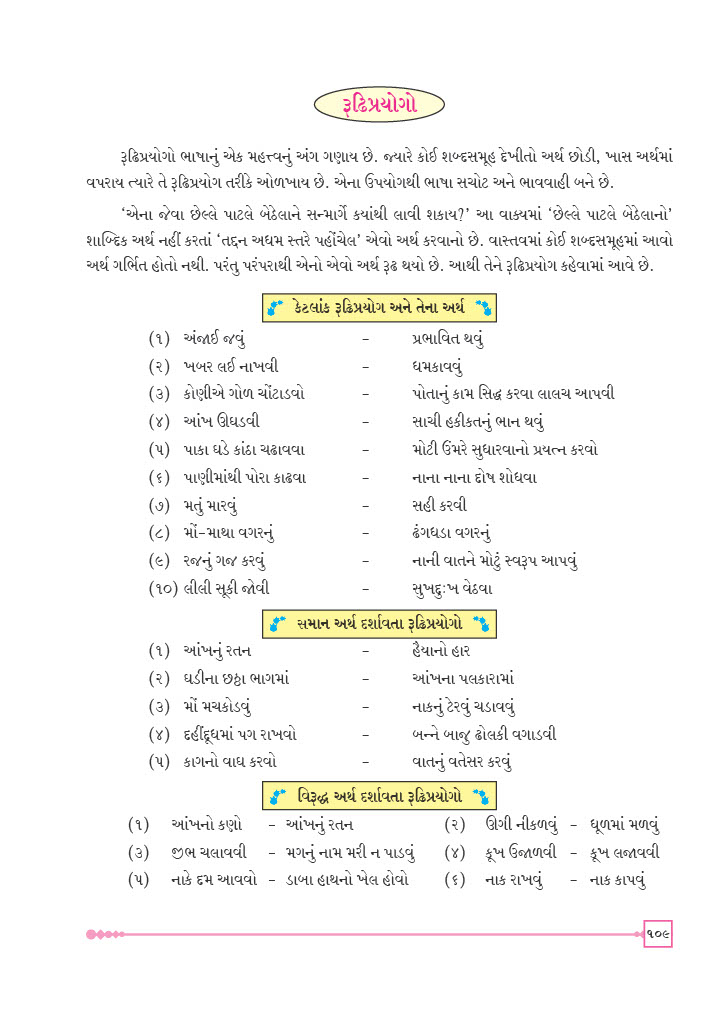 રૂઢિપ્રયોગો
રૂઢિપ્રયોગો ભાષાનું એક મહત્ત્વનું અંગ ગણાય છે. જ્યારે કોઈ શબ્દસમૂહ દેખીતો અર્થ છોડી, ખાસ અર્થમાં
વપરાય ત્યારે તે રૂઢિપ્રયોગ તરીકે ઓળખાય છે. એના ઉપયોગથી ભાષા સચોટ અને ભાવવાહી બને છે.
‘એના જેવા છેલ્લે પાટલે બેઠેલાને સન્માર્ગે ક્યાંથી લાવી શકાય?’ આ વાક્યમાં ‘છેલ્લે પાટલે બેઠેલાનો’
શાબ્દિક અર્થ નહીં કરતાં ‘તદ્દન અધમ સ્તરે પહોંચેલ’ એવો અર્થ કરવાનો છે. વાસ્તવમાં કોઈ શબ્દસમૂહમાં આવો
અર્થ ગર્ભિત હોતો નથી. પરંતુ પરંપરાથી એનો એવો અર્થ રૂઢ થયો છે. આથી તેને રૂઢિપ્રયોગ કહેવામાં આવે છે.
કેટલાંક રૂઢિપ્રયોગ અને તેના અર્થ
(૧) અંજાઈ જવું – પ્રભાવિત થવું
(૨) ખબર લઈ નાખવી – ધમકાવવું
(૩) કોણીએ ગોળ ચોંટાડવો – પોતાનું કામ સિદ્ધ કરવા લાલચ આપવી
(૪) આંખ ઊઘડવી – સાચી હકીકતનું ભાન થવું
(૫) પાકા ઘડે કાંઠા ચઢાવવા – મોટી ઉંમરે સુધારવાનો પ્રયત્ન કરવો
(૬) પાણીમાંથી પોરા કાઢવા – નાના નાના દોષ શોધવા
(૭) મતું મારવું – સહી કરવી
(૮) મોં-માથા વગરનું – ઢંગધડા વગરનું
(૯) રજનું ગજ કરવું – નાની વાતને મોટું સ્વરૂપ આપવું
(૧૦) લીલી સૂકી જોવી – સુખદુઃખ વેઠવા
સમાન અર્થ દર્શાવતા રૂઢિપ્રયોગો
(૧) આંખનું રતન – હૈયાનો હાર
(૨) ઘડીના છઠ્ઠા ભાગમાં – આંખના પલકારામાં
(૩) મોં મચકોડવું – નાકનું ટેરવું ચડાવવું
(૪) દહીંદૂધમાં પગ રાખવો – બન્ને બાજુ ઢોલકી વગાડવી
(૫) કાગનો વાઘ કરવો – વાતનું વતેસર કરવું
વિરૂદ્ધ અર્થ દર્શાવતા રૂઢિપ્રયોગો
(૧) આંખનો કણો – આંખનું રતન (૨) ઊગી નીકળવું – ધૂળમાં મળવું
(૩) જીભ ચલાવવી – મગનું નામ મરી ન પાડવું (૪) કૂખ ઉજાળવી – કૂખ લજાવવી
(૫) નાકે દમ આવવો – ડાબા હાથનો ખેલ હોવો (૬) નાક રાખવું – નાક કાપવું
૧૦૯